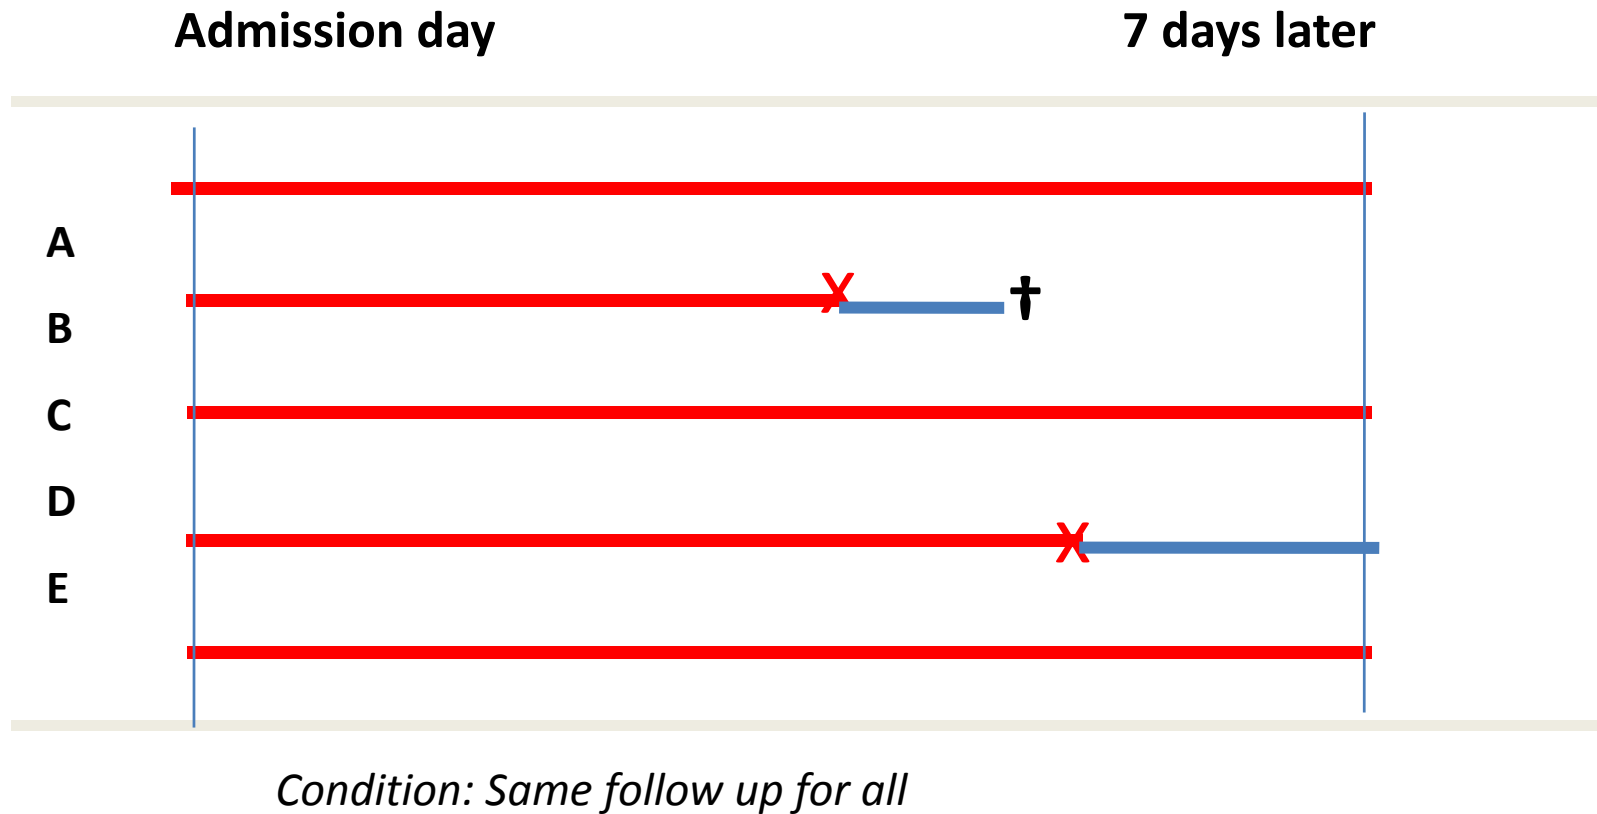 Admission day 7 days later
A
X †
B
C
D
X
E
Condition: Same follow up for all